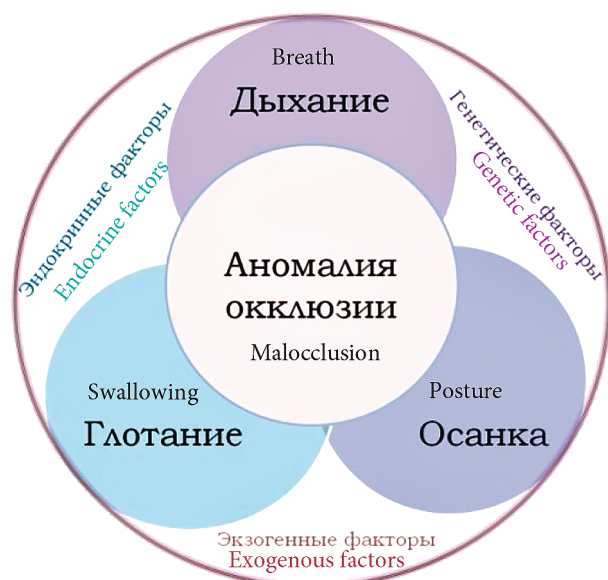 Breath
Дыхание
Эндокринные факторы
Endocrine factors
Генетические факторы
Genetic factors
Аномалия
окклюзии
Malocclusion
Swallowing
Глотание
Posture
Осанка
Экзогенные факторы
Exogenous factors